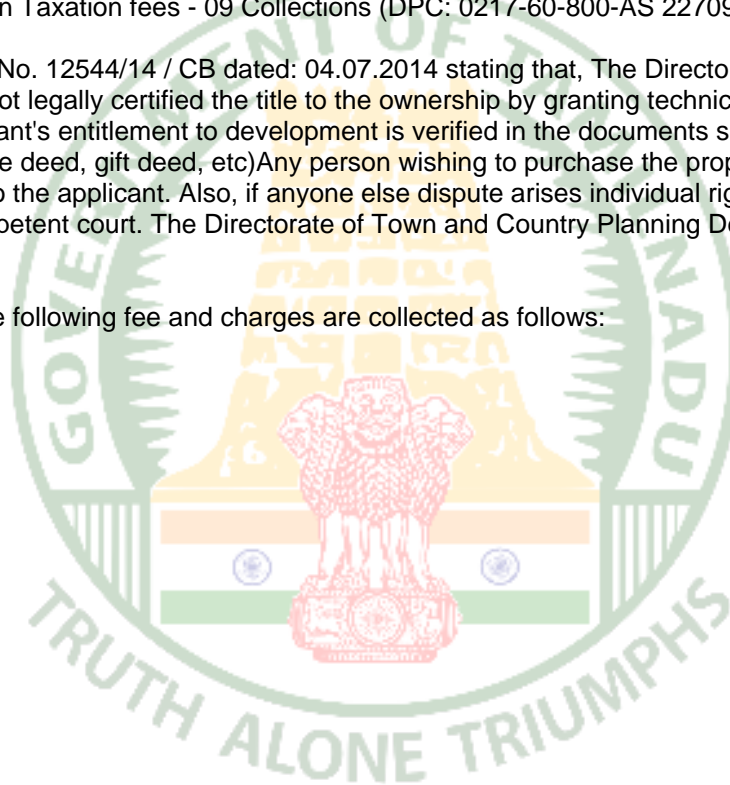 n Taxation fees - 09 Collections (DPC: 0217-60-800-AS 22709
No. 12544/14 / CB dated: 04.07.2014 stating that, The Directo
ot legally certified the title to the ownership by granting technic
ant's entitlement to development is verified in the documents s
e deed, gift deed, etc)Any person wishing to purchase the prop
o the applicant. Also, if anyone else dispute arises individual rig
petent court. The Directorate of Town and Country Planning De
e following fee and charges are collected as follows:
GOVERNMENT OF TAMIL NADU
TRUTH ALONE TRIUMPHS